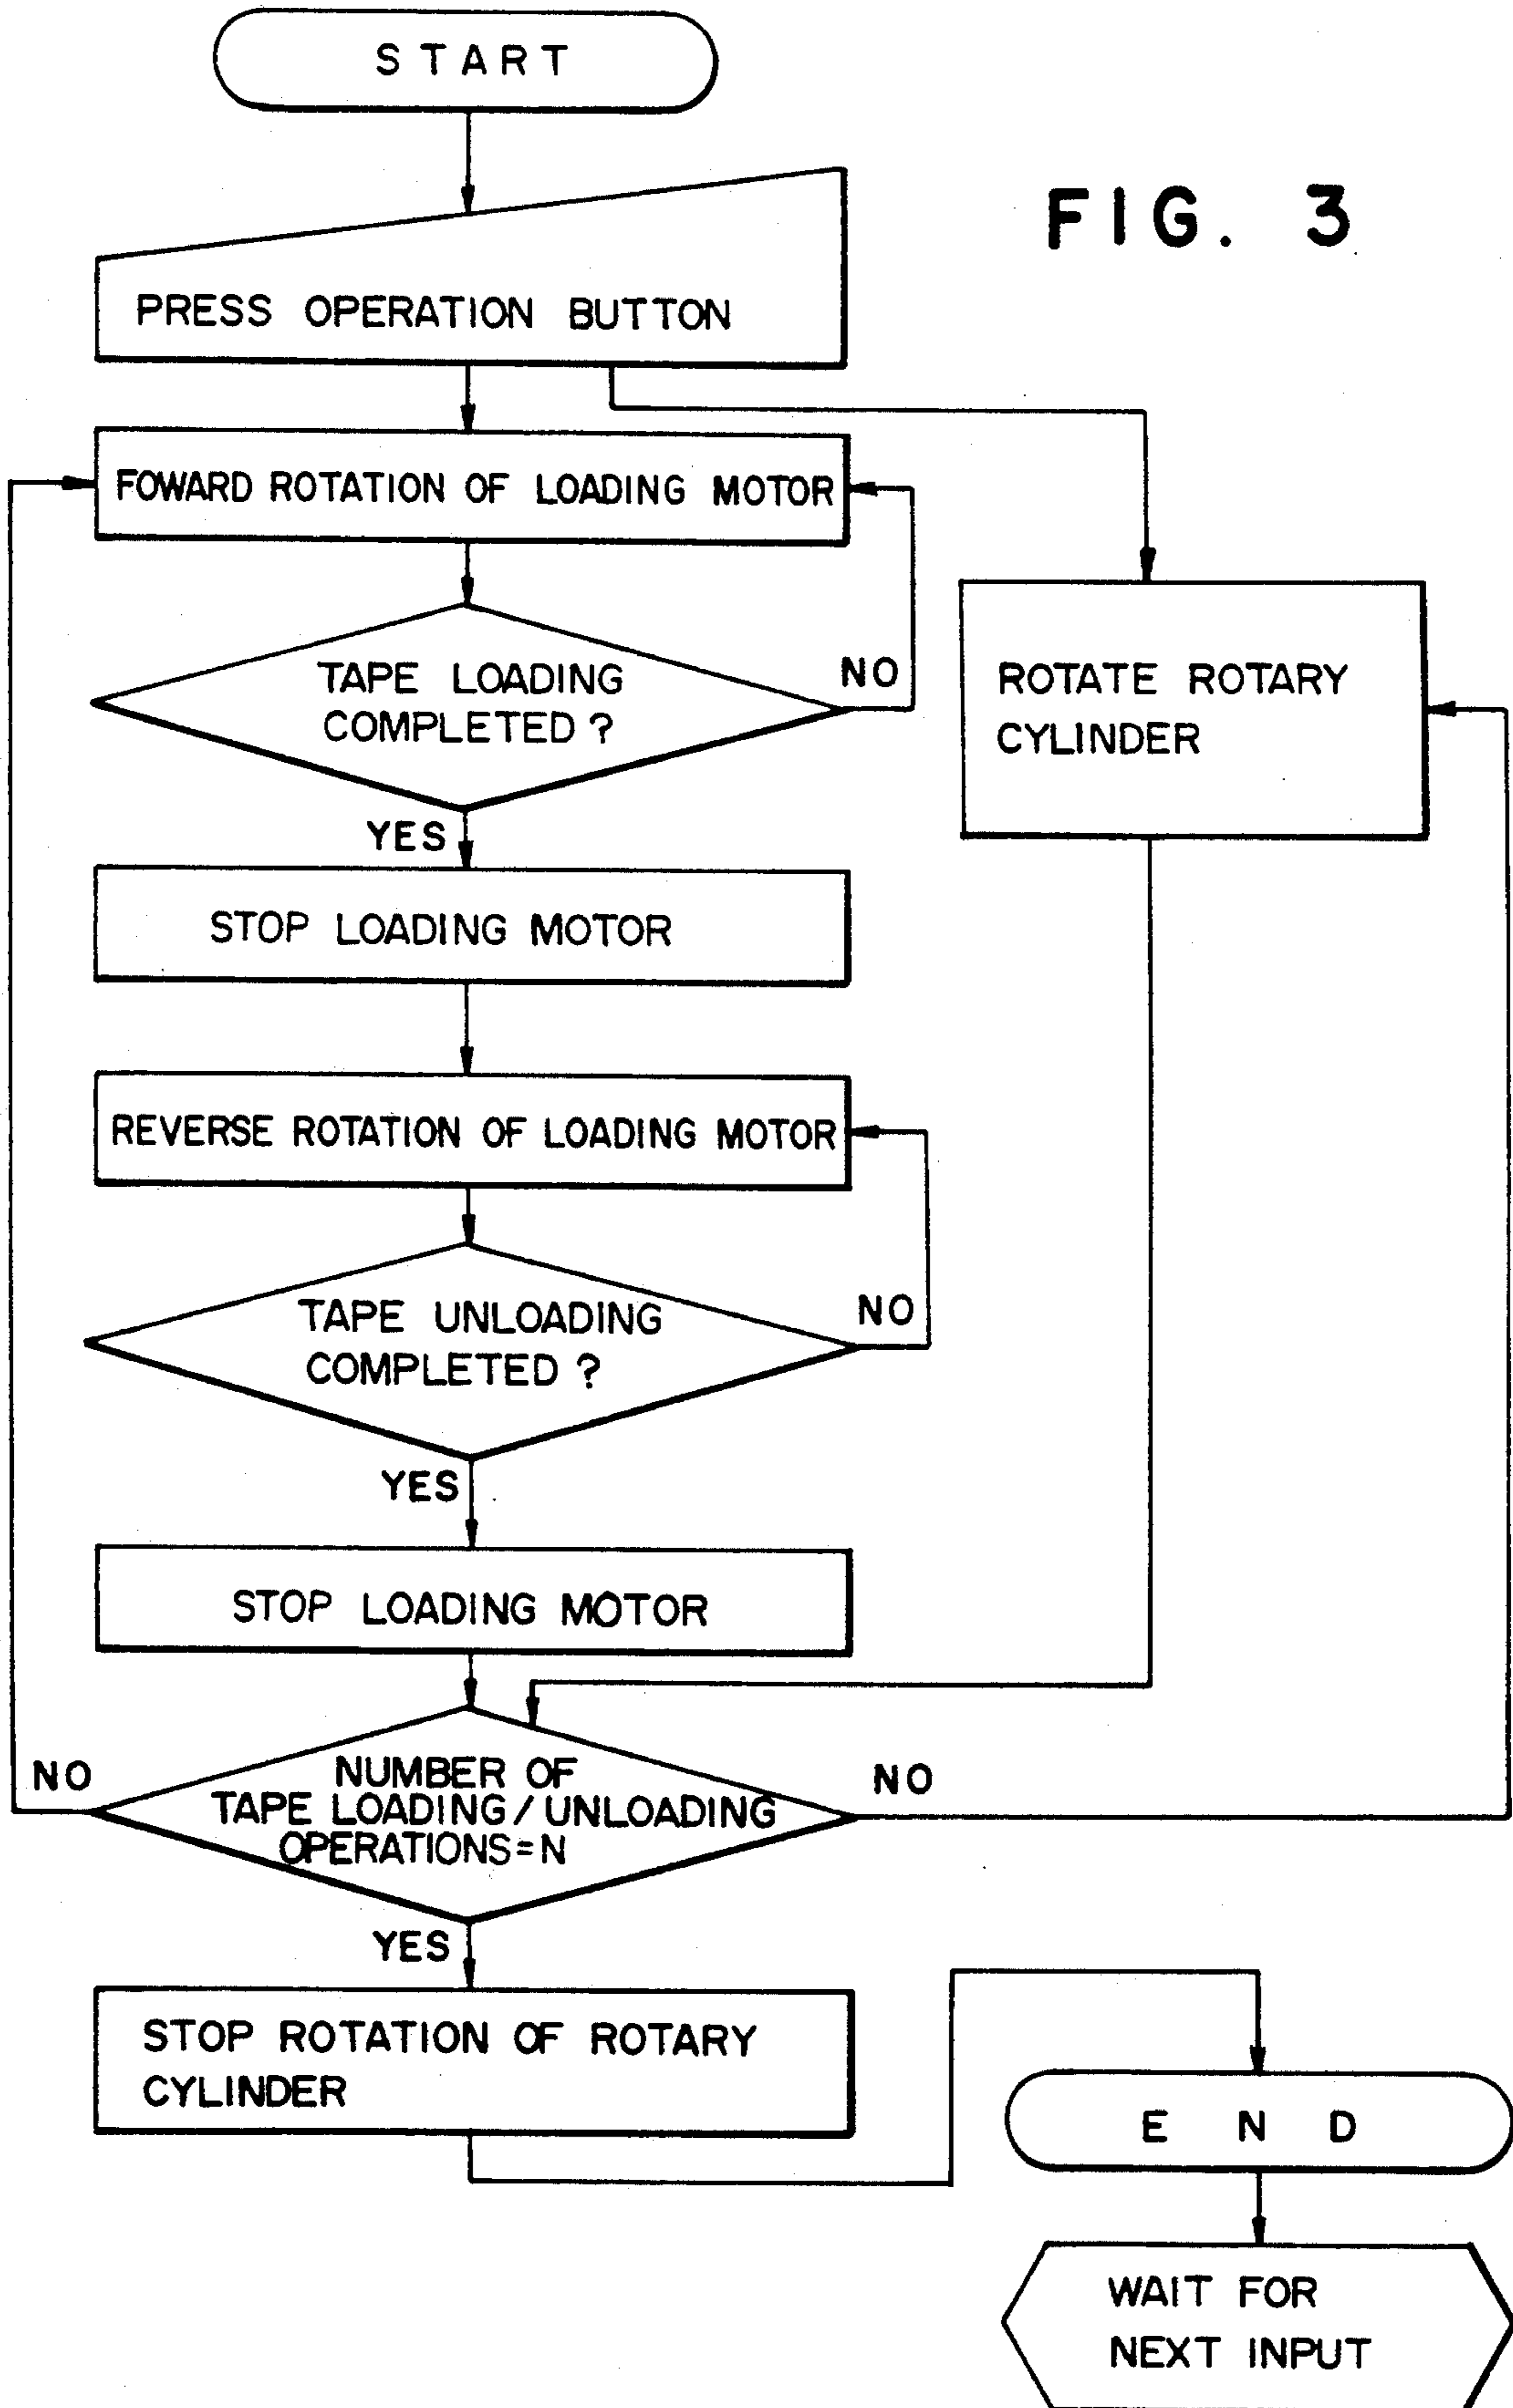 START
FIG. 3
PRESS OPERATION BUTTON
FOWARD ROTATION OF LOADING MOTOR
TAPE LOADING
COMPLETED ?
NO
ROTATE ROTARY
CYLINDER
YES
STOP LOADING MOTOR
REVERSE ROTATION OF LOADING MOTOR
TAPE UNLOADING
COMPLETED ?
NO
YES
STOP LOADING MOTOR
NO
NUMBER OF
TAPE LOADING / UNLOADING
OPERATIONS = N
NO
YES
STOP ROTATION OF ROTARY
CYLINDER
END
WAIT FOR
NEXT INPUT